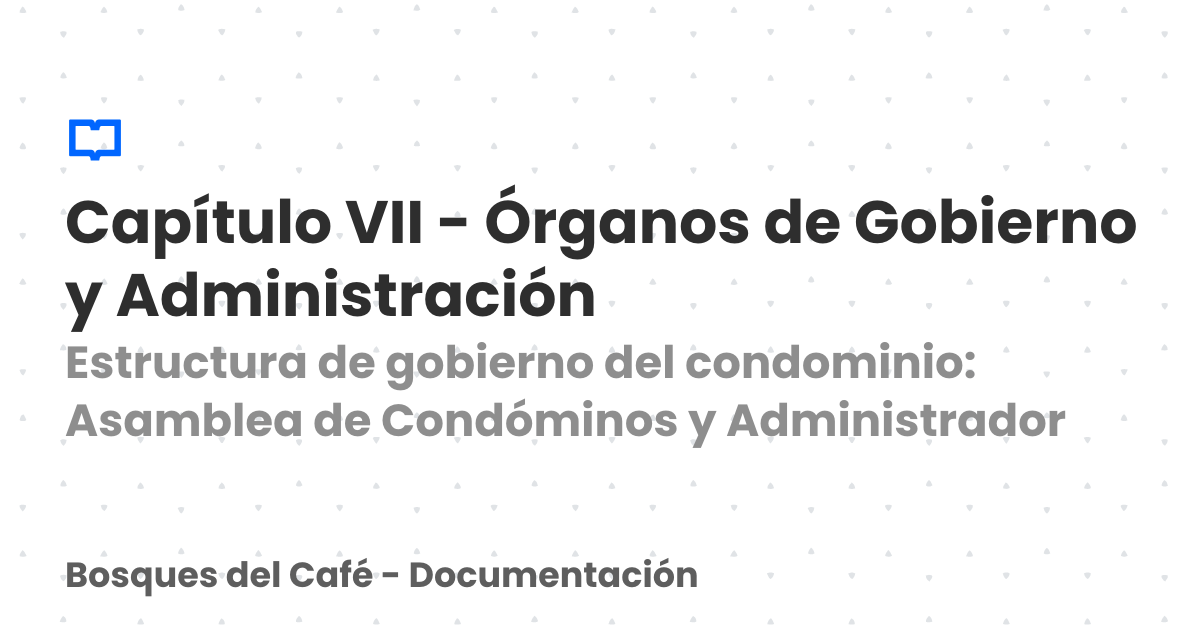 Capítulo VII - Órganos de Gobierno
y Administración
Estructura de gobierno del condominio:
Asamblea de Condóminos y Administrador
Bosques del Café - Documentación